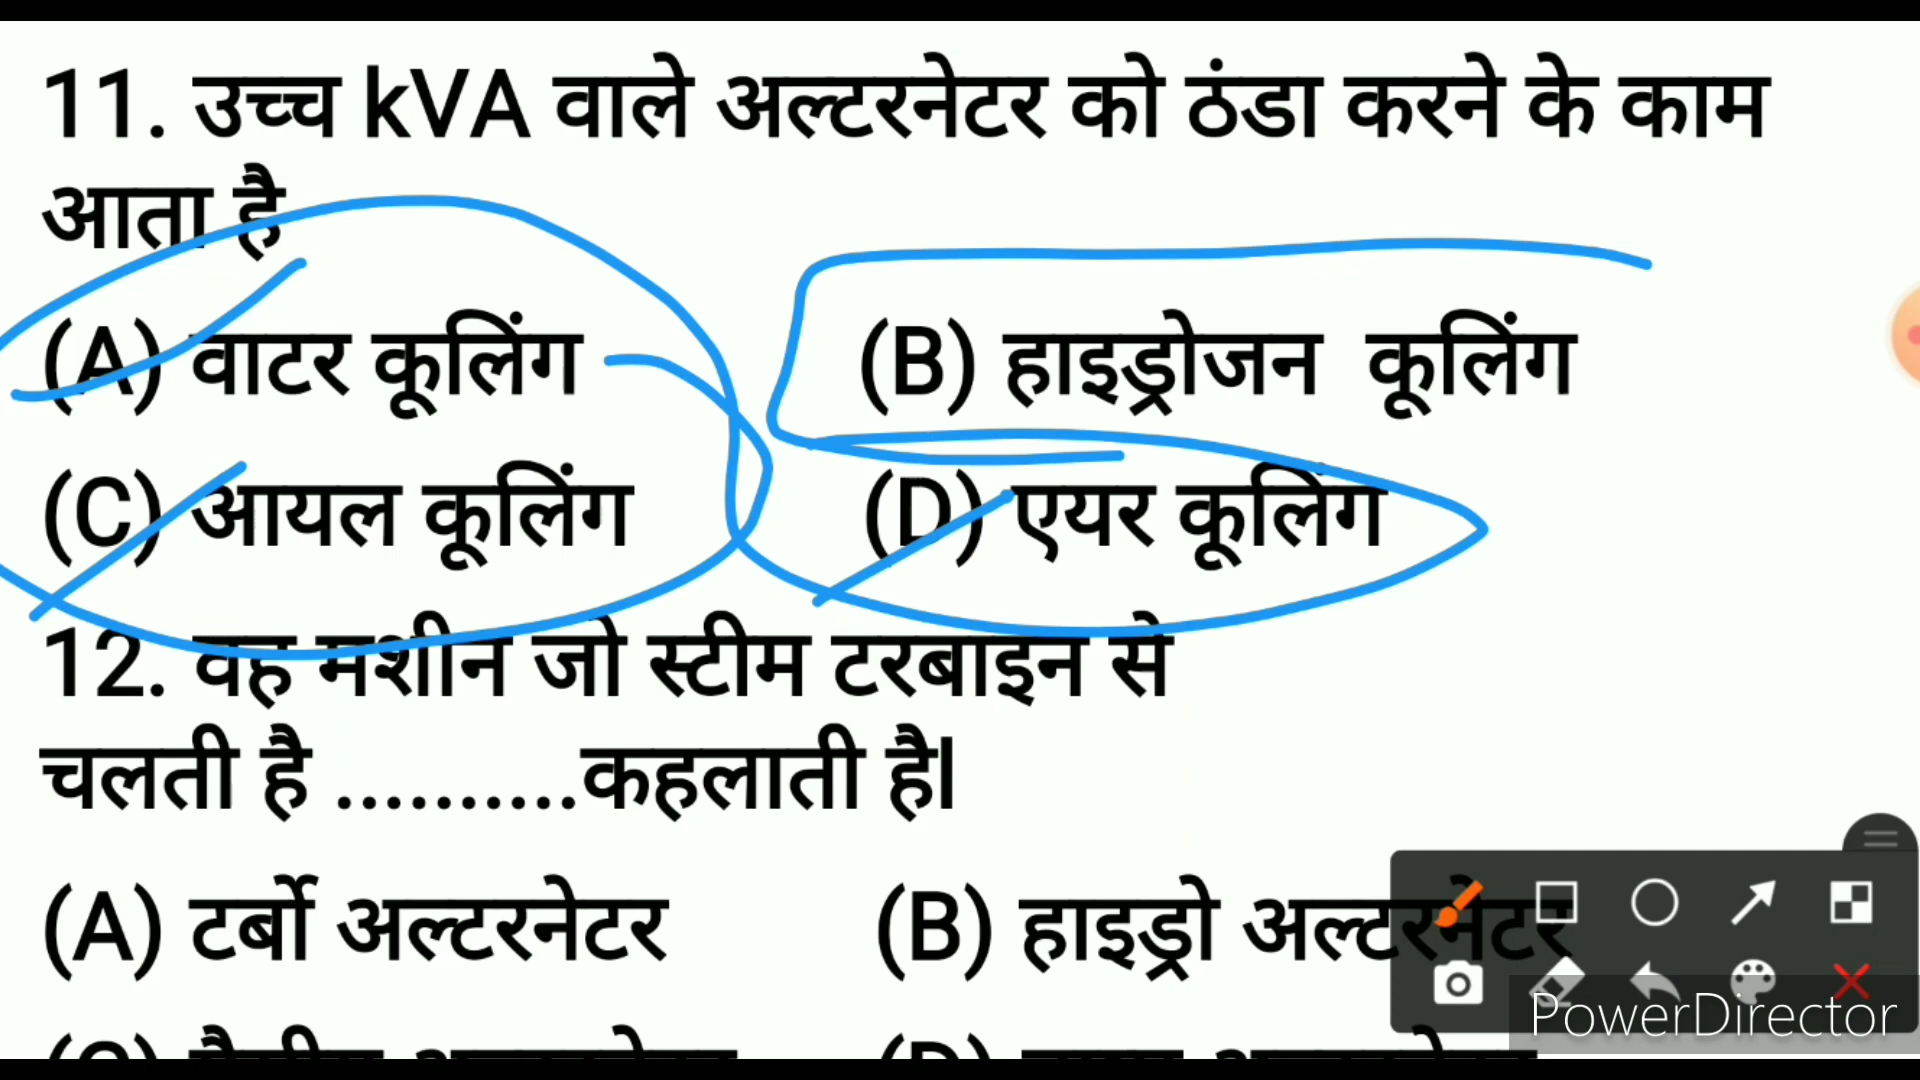 11. उच्च kVA वाले अल्टरनेटर को ठंडा करने के काम
आता है
(A) वाटर कूलिंग (B) हाइड्रोजन कूलिंग
(C) आयल कूलिंग (D) एयर कूलिंग
12. वह मशीन जो स्टीम टरबाइन से
चलती है ..........कहलाती है।
(A) टर्बो अल्टरनेटर (B) हाइड्रो अल्टरनेटर
(C) (D)
PowerDirector